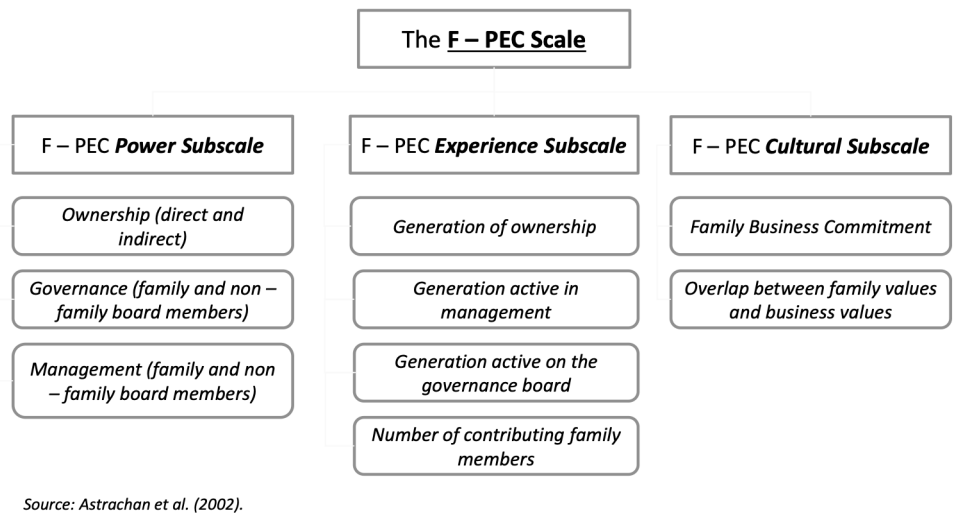 The F – PEC Scale
F – PEC Power Subscale
Ownership (direct and
indirect)
Governance (family and non –
family board members)
Management (family and non
– family board members)
F – PEC Experience Subscale
Generation of ownership
Generation active in
management
Generation active on the
governance board
Number of contributing family
members
F – PEC Cultural Subscale
Family Business Commitment
Overlap between family values
and business values
Source: Astrachan et al. (2002).